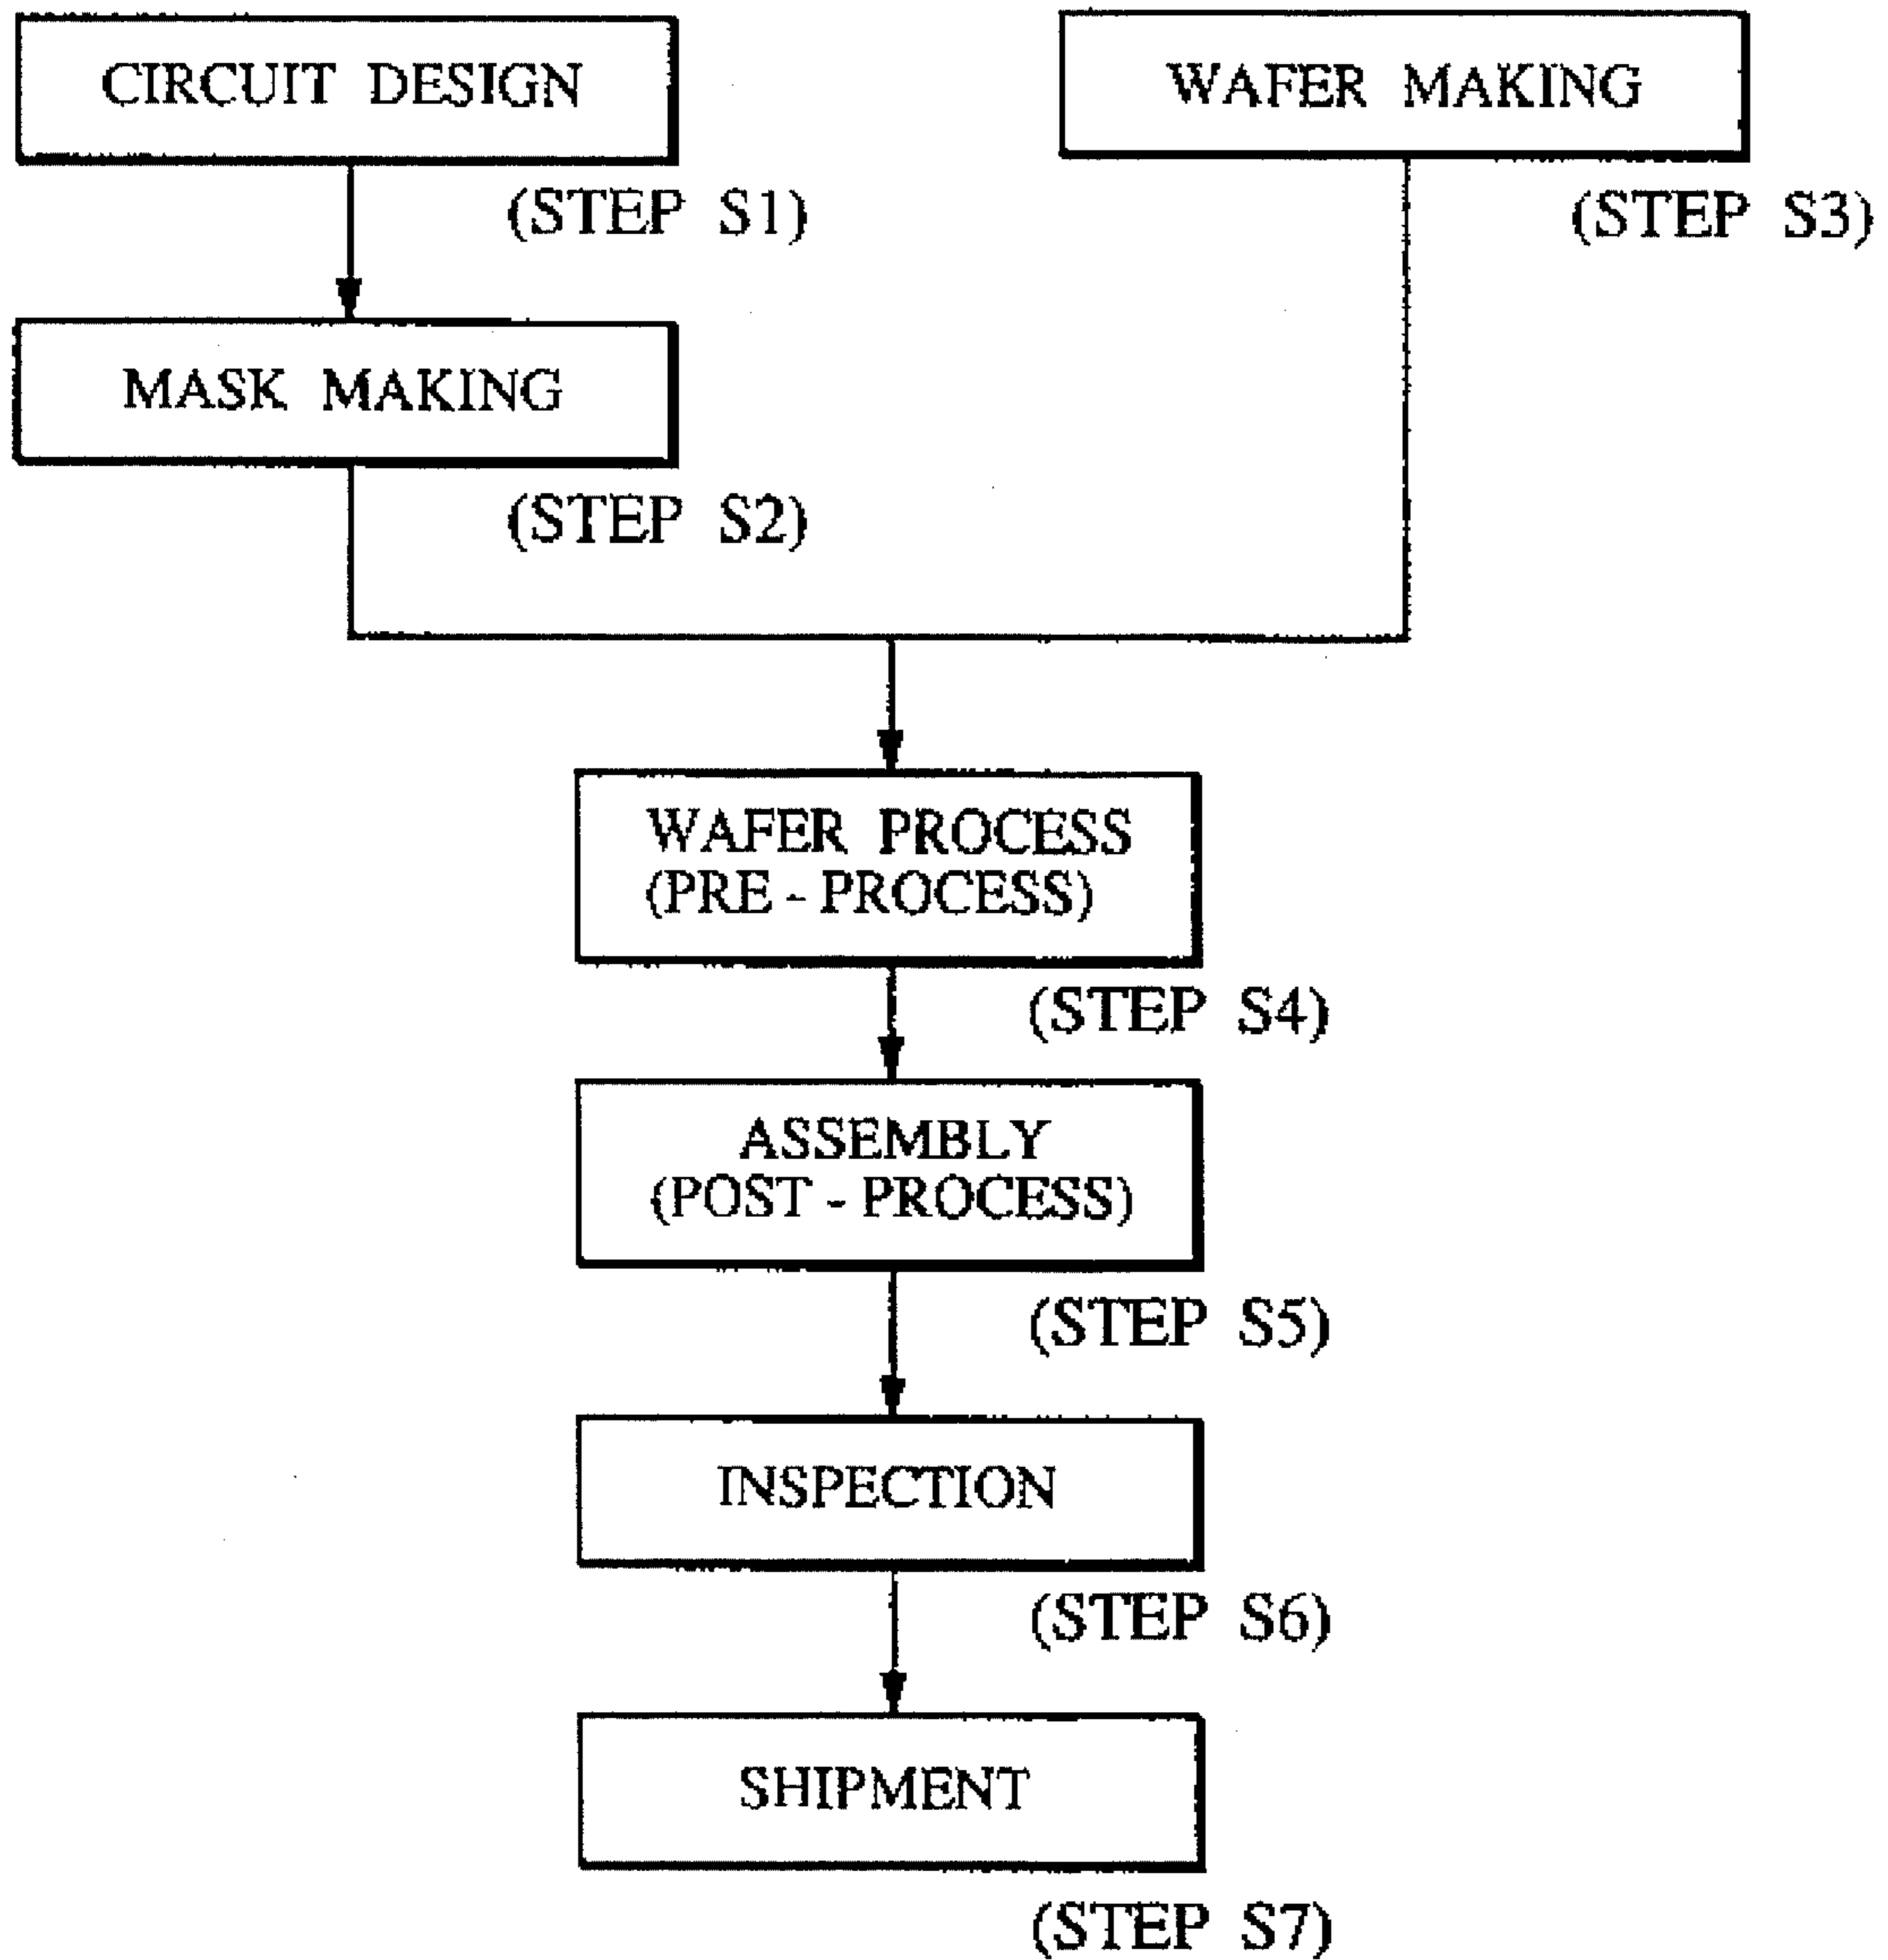 CIRCUIT DESIGN
(STEP S1)
MASK MAKING
(STEP S2)
WAFER MAKING
(STEP S3)
WAFER PROCESS
(PRE - PROCESS)
(STEP S4)
ASSEMBLY
(POST - PROCESS)
(STEP S5)
INSPECTION
(STEP S6)
SHIPMENT
(STEP S7)